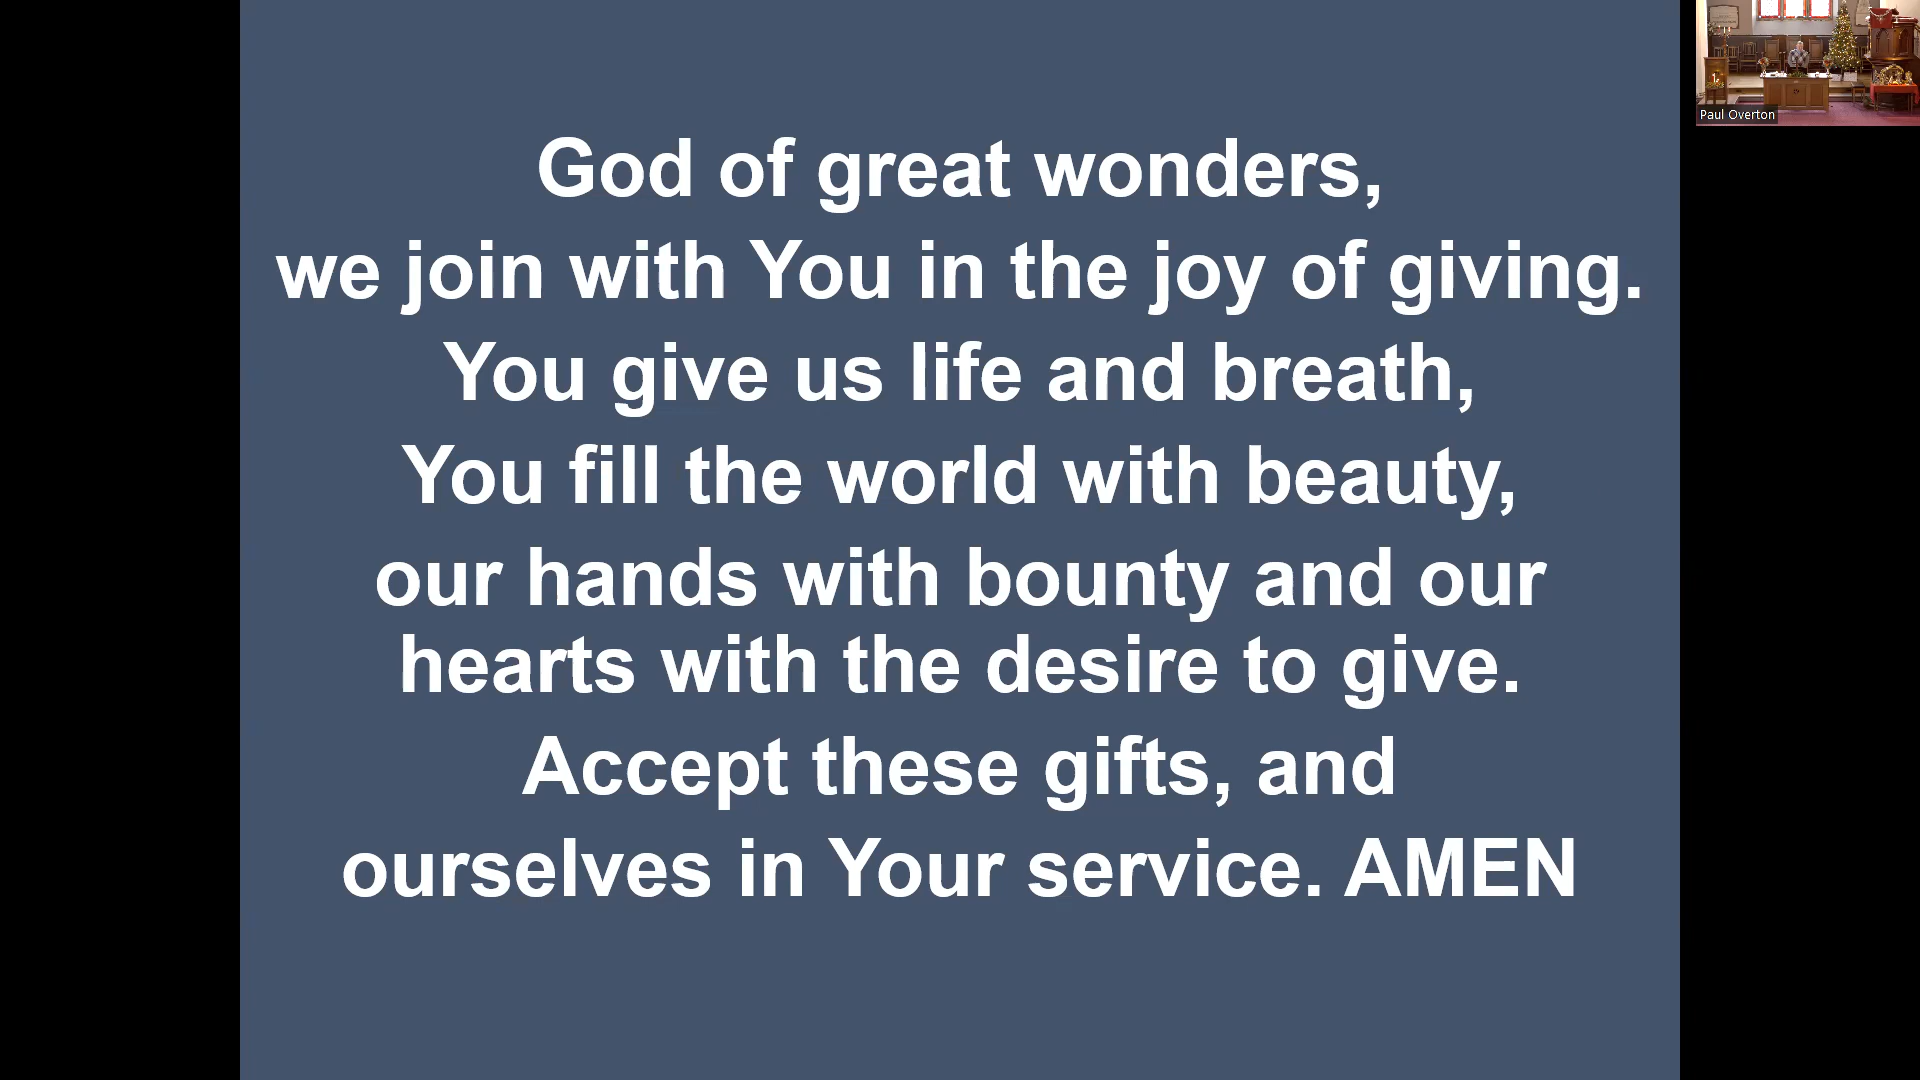 God of great wonders,
we join with You in the joy of giving.
You give us life and breath,
You fill the world with beauty,
our hands with bounty and our
hearts with the desire to give.
Accept these gifts, and
ourselves in Your service. AMEN
Paul Overton